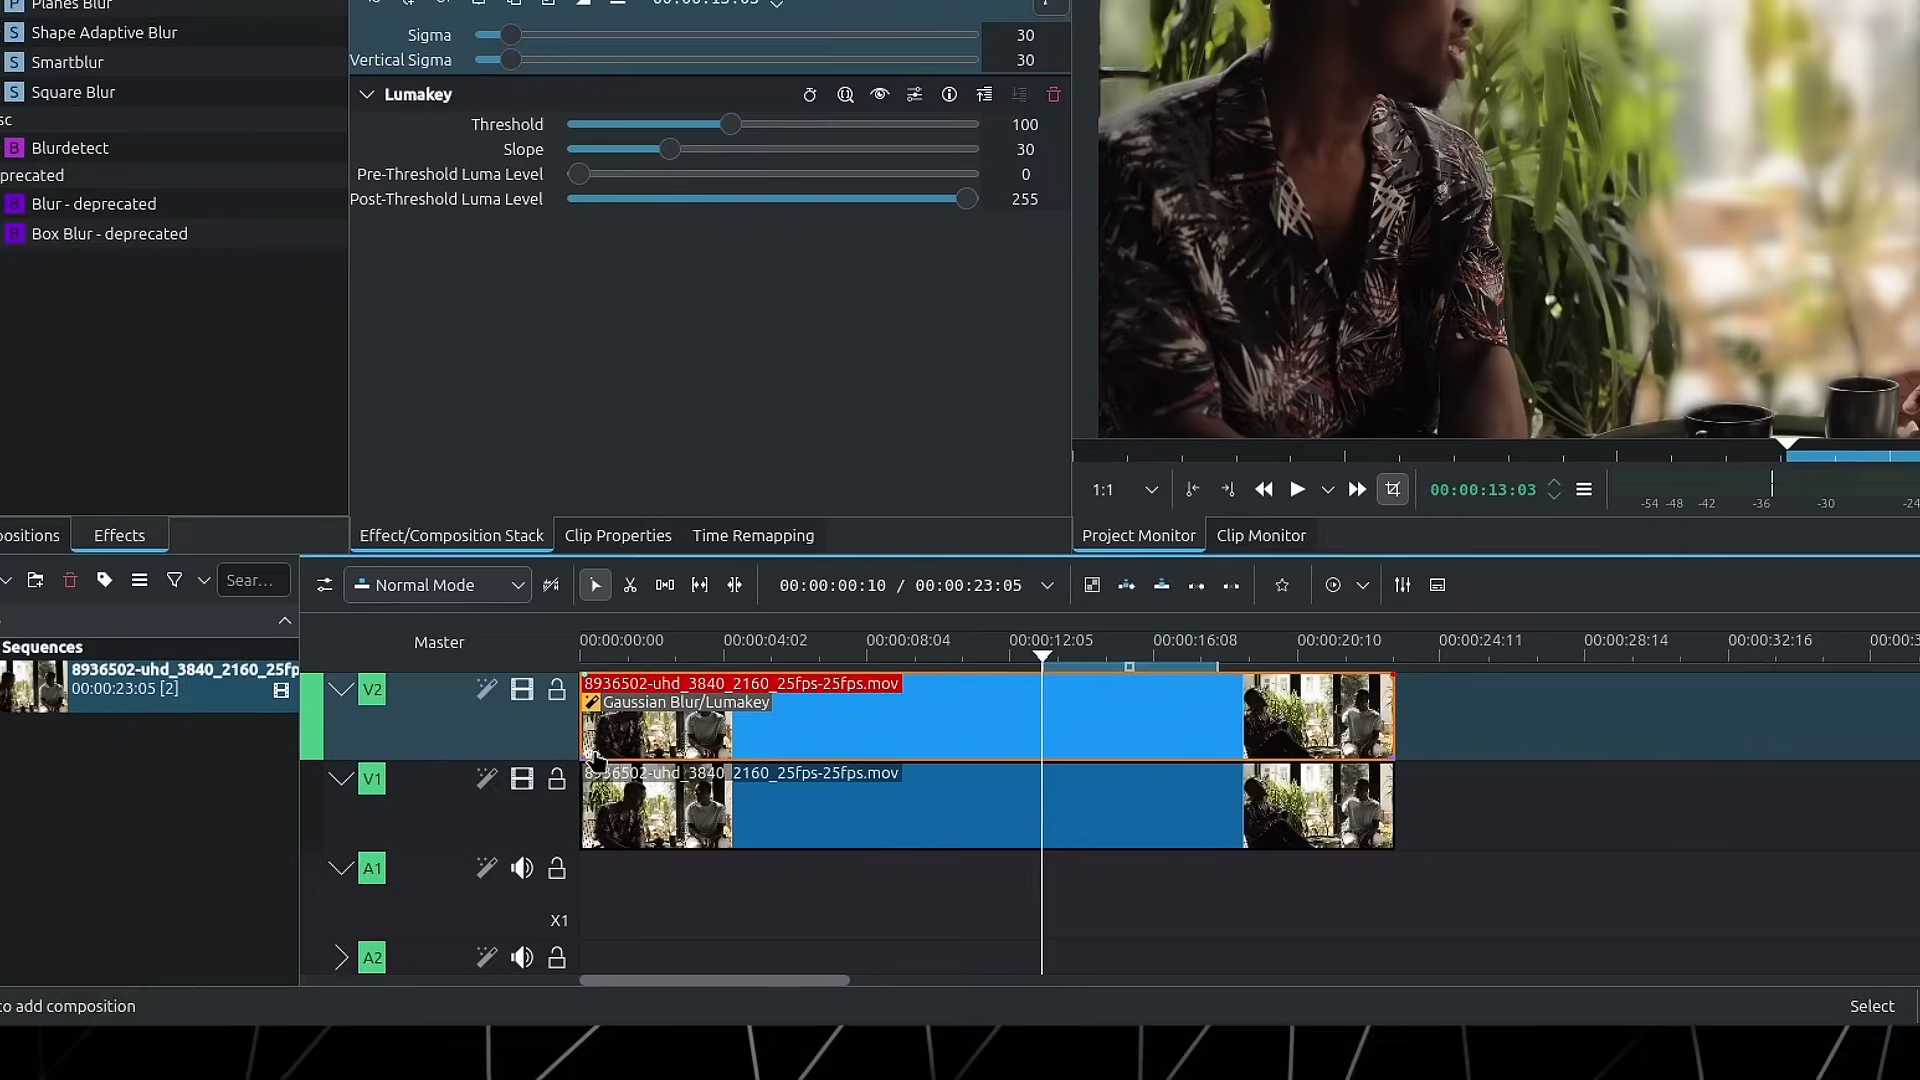 Planes Blur
S Shape Adaptive Blur
S Smartblur
S Square Blur
sc
B Blurdetect
precated
B Blur - deprecated
B Box Blur - deprecated
ositions
Effects
Sigma 30
Vertical Sigma 30
Lumakey
Threshold 100
Slope 30
Pre-Threshold Luma Level 0
Post-Threshold Luma Level 255
Effect/Composition Stack
Clip Properties
Time Remapping
1:1
00:00:13:03
-54 -48 -42 -36 -30 -24
Project Monitor
Clip Monitor
Sear...
Normal Mode
00:00:00:10 / 00:00:23:05
Sequences
8936502-uhd_3840_2160_25fp
00:00:23:05 [2]
Master
00:00:00:00 00:00:04:02 00:00:08:04 00:00:12:05 00:00:16:08 00:00:20:10 00:00:24:11 00:00:28:14 00:00:32:16 00:00:3
V2
8936502-uhd_3840_2160_25fps-25fps.mov
Gaussian Blur/Lumakey
V1
8936502-uhd_3840_2160_25fps-25fps.mov
A1
X1
A2
to add composition
Select